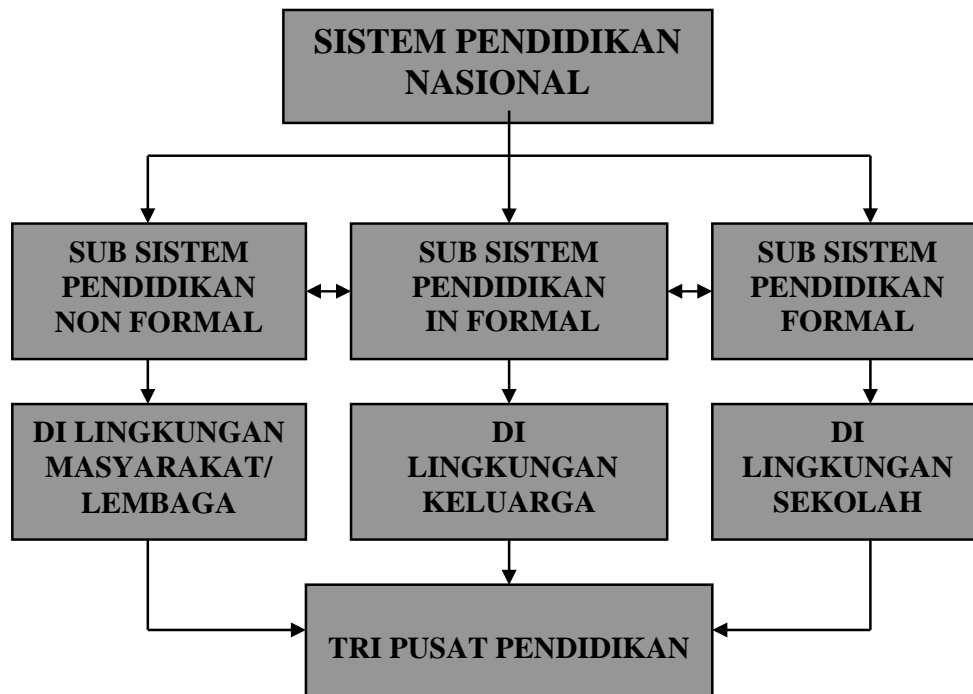 SISTEM PENDIDIKAN
NASIONAL
SUB SISTEM
PENDIDIKAN
NON FORMAL
SUB SISTEM
PENDIDIKAN
IN FORMAL
SUB SISTEM
PENDIDIKAN
FORMAL
DI LINGKUNGAN
MASYARAKAT/
LEMBAGA
DI
LINGKUNGAN
KELUARGA
DI
LINGKUNGAN
SEKOLAH
TRI PUSAT PENDIDIKAN